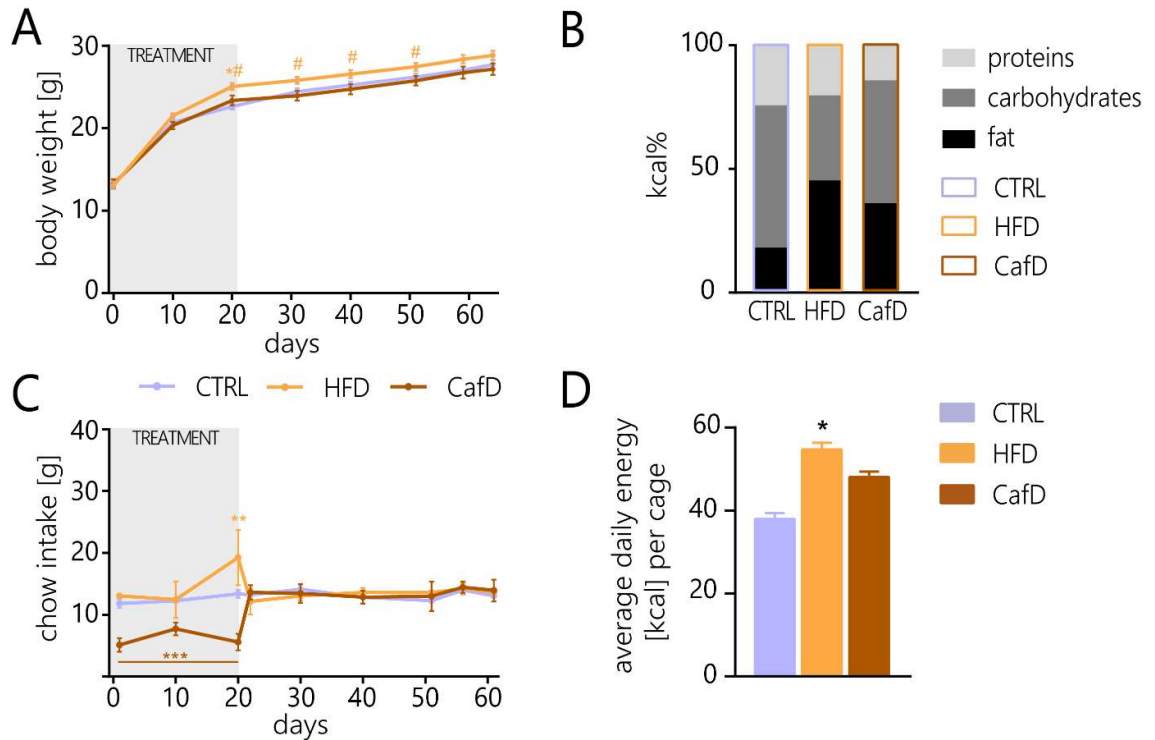 A
TREATMENT
*#
#
#
#
body weight [g]
30
20
10
0
0 10 20 30 40 50 60
days
B
kcal%
100
50
0
CTRL HFD CafD
proteins
carbohydrates
fat
CTRL
HFD
CafD
CTRL HFD CafD
C
TREATMENT
**
***
chow intake [g]
40
30
20
10
0 10 20 30 40 50 60
days
D
average daily energy
[kcal] per cage
60
40
20
0
*
CTRL
HFD
CafD